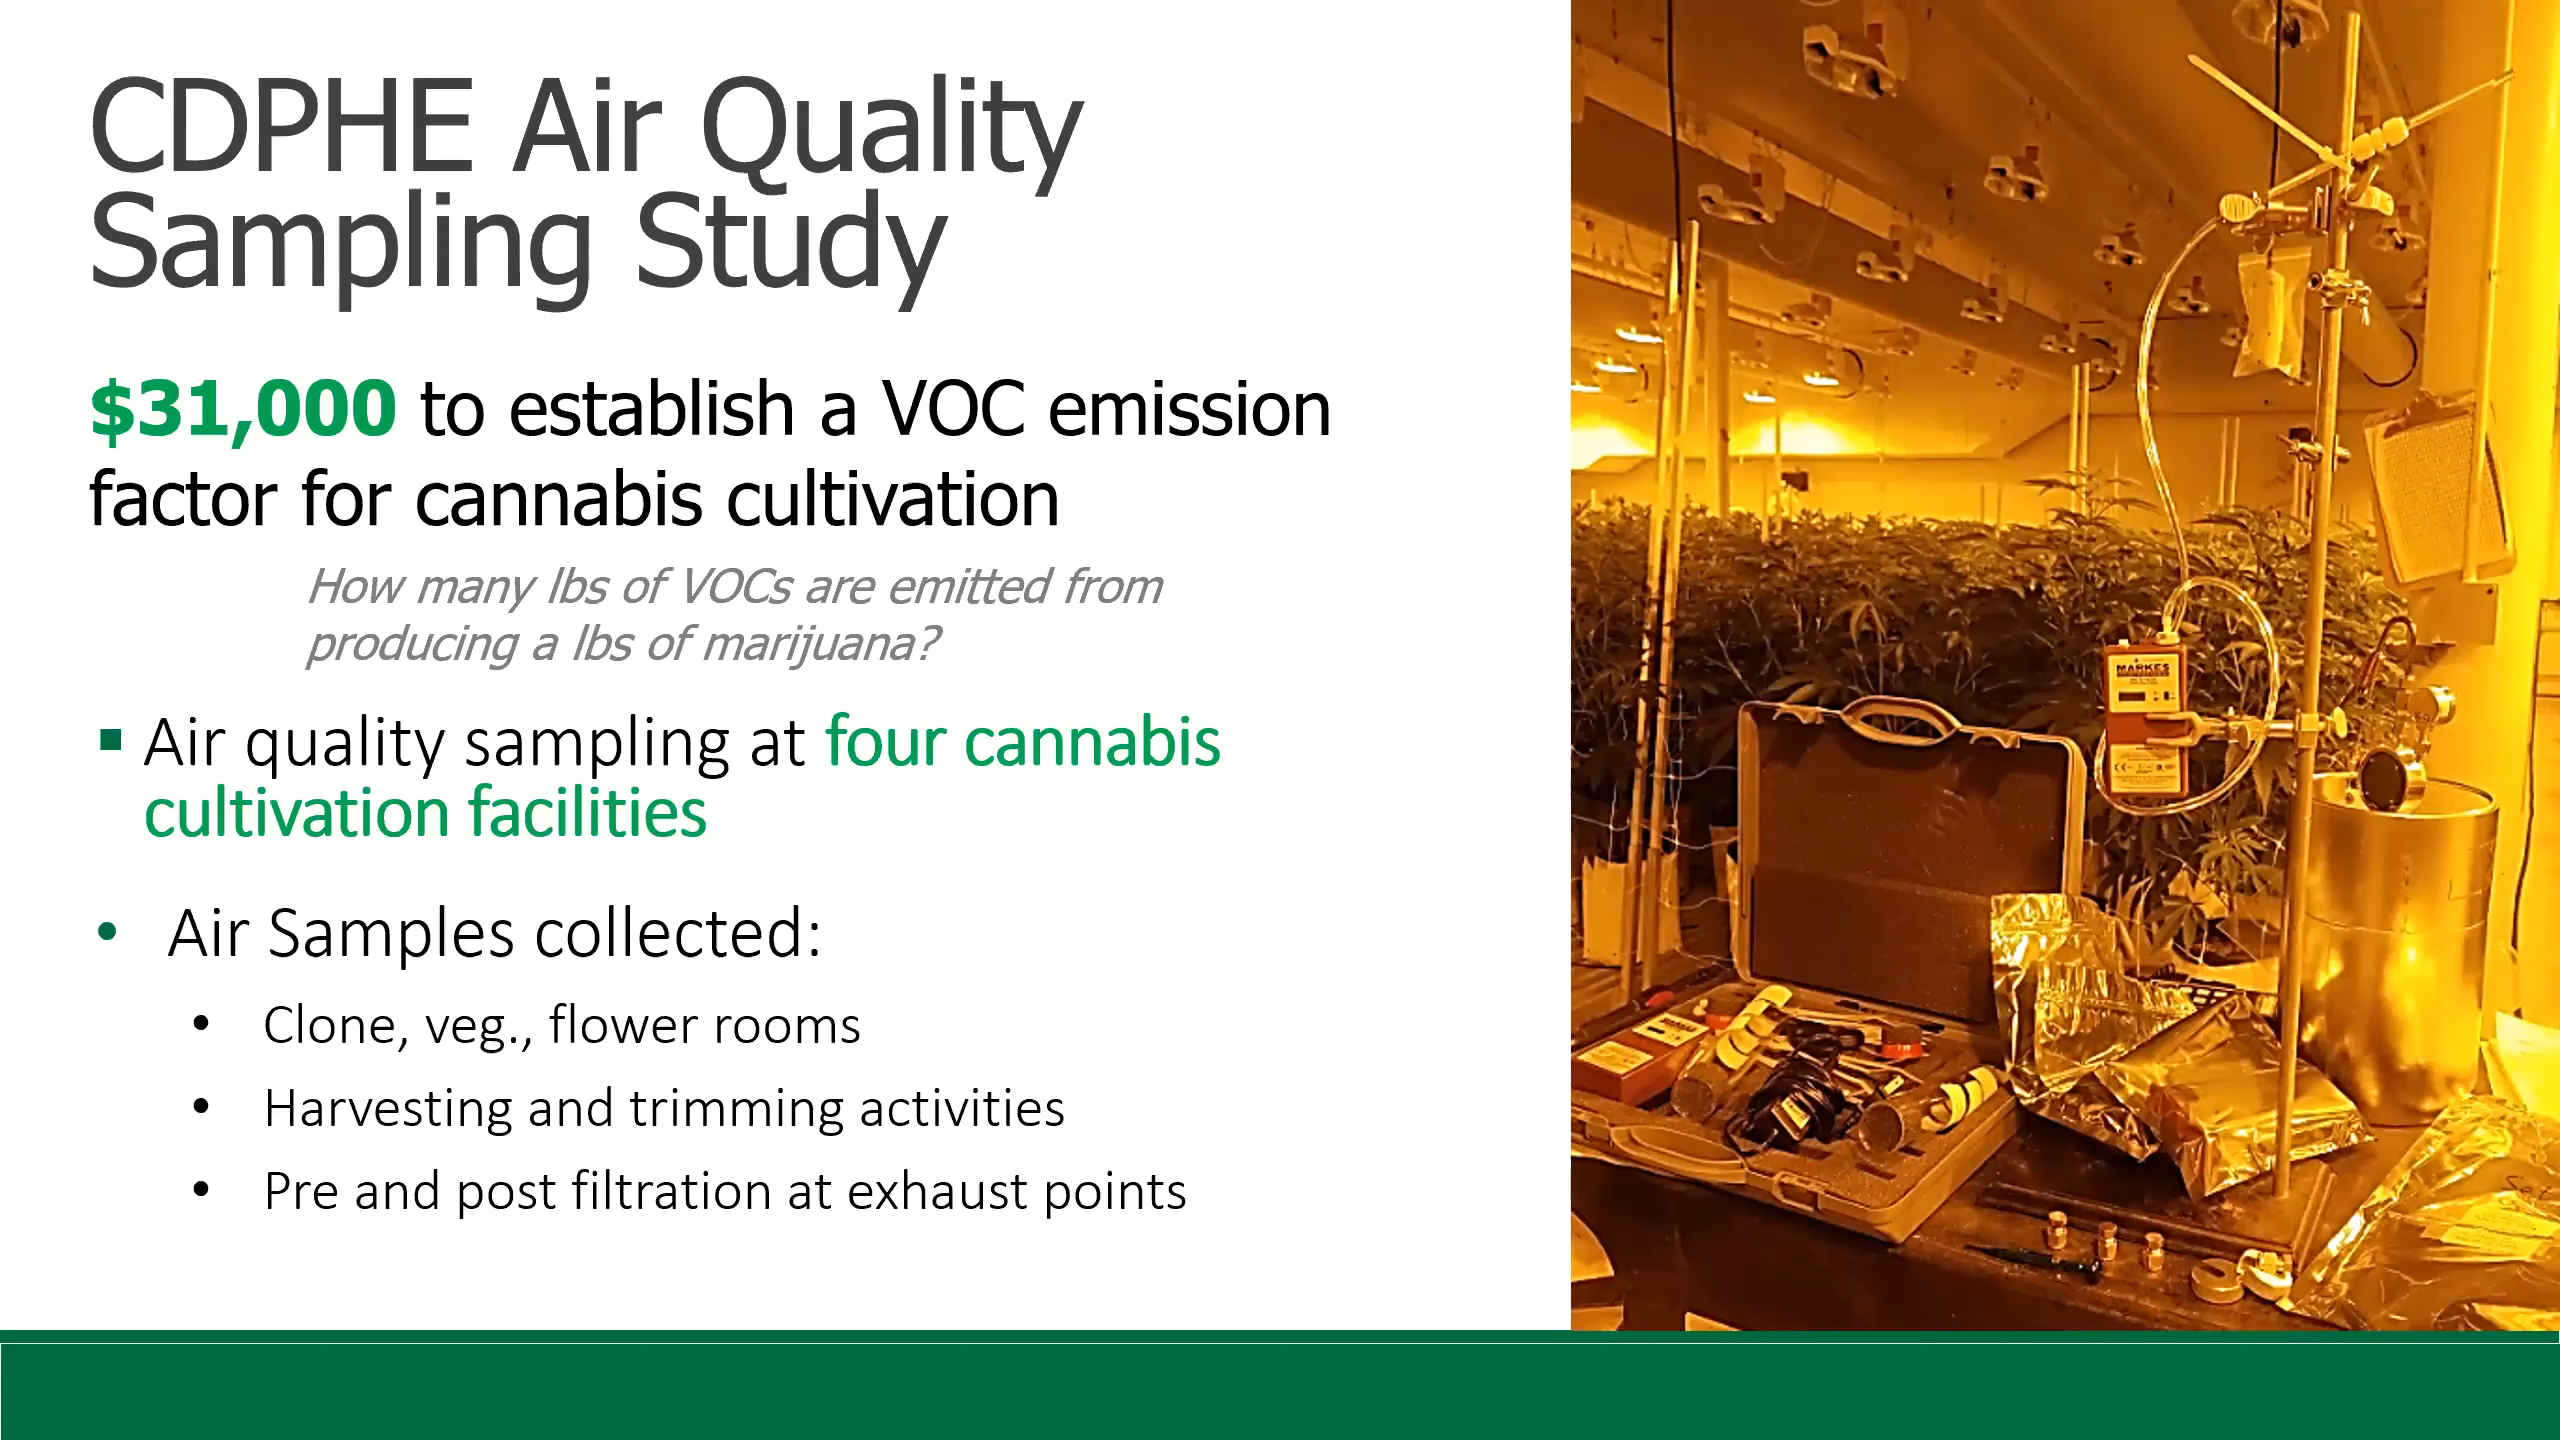 CDPHE Air Quality
Sampling Study
$31,000 to establish a VOC emission
factor for cannabis cultivation
How many lbs of VOCs are emitted from
producing a lbs of marijuana?
▪ Air quality sampling at four cannabis
cultivation facilities
• Air Samples collected:
• Clone, veg., flower rooms
• Harvesting and trimming activities
• Pre and post filtration at exhaust points
MARKES